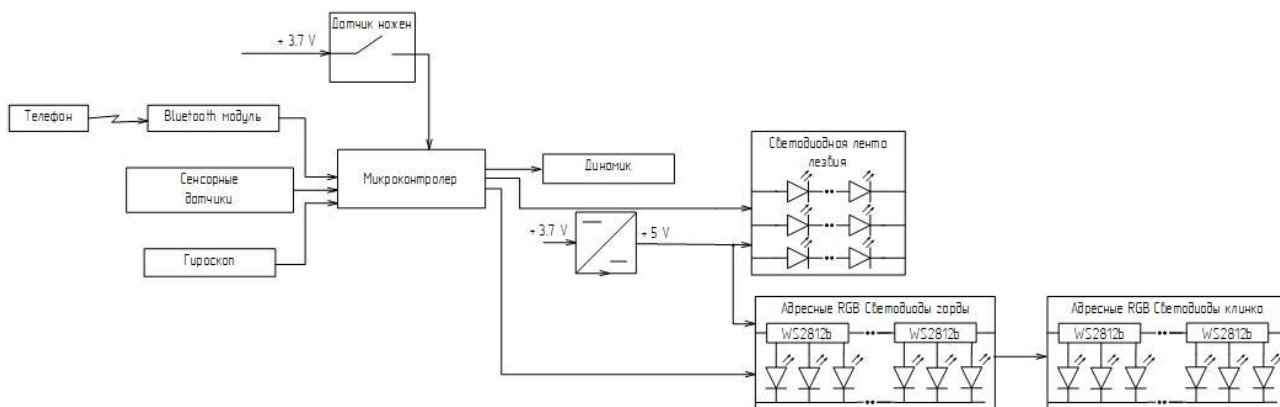 Датчик ножен
+ 3.7 V
Телефон
Bluetooth модуль
Сенсорные
датчики
Гироскоп
Микроконтролер
Динамик
+ 3.7 V
+ 5 V
Светодиодная лента
лезвия
Адресные RGB Светодиоды гарды
WS2812b
WS2812b
Адресные RGB Светодиоды клинка
WS2812b
WS2812b